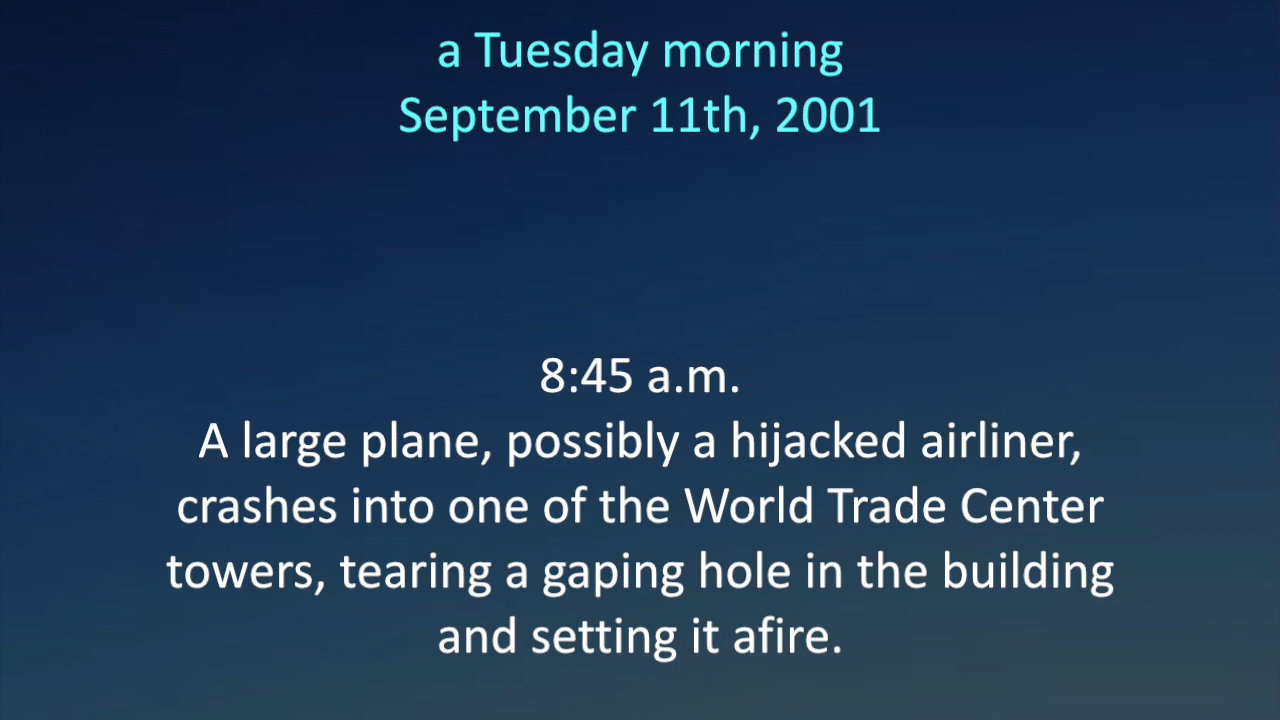 a Tuesday morning
September 11th, 2001
8:45 a.m.
A large plane, possibly a hijacked airliner,
crashes into one of the World Trade Center
towers, tearing a gaping hole in the building
and setting it afire.